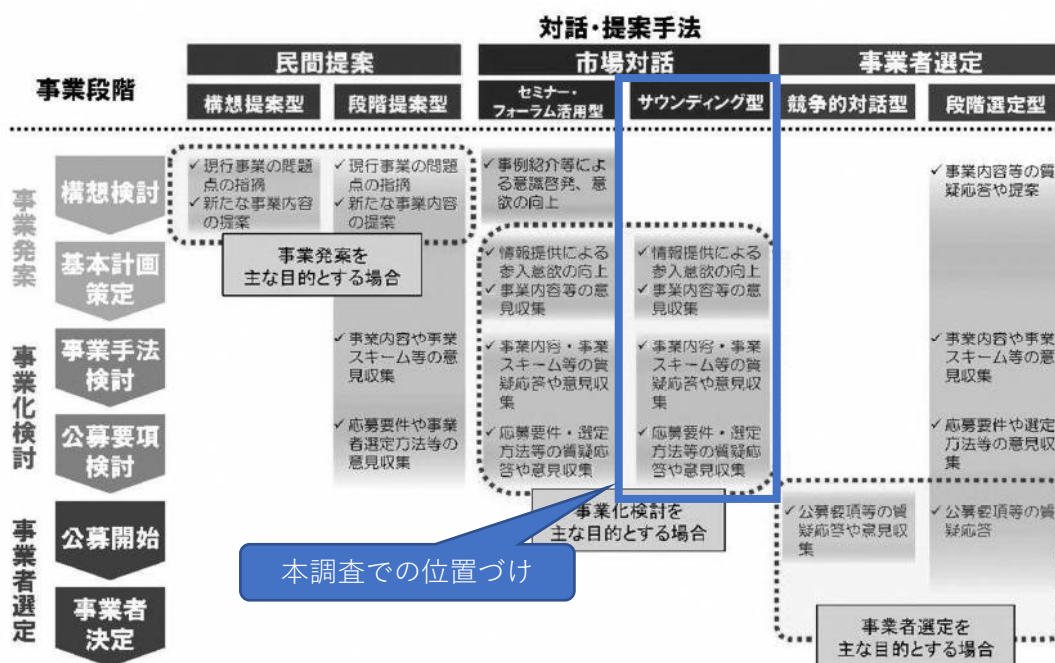 対話・提案手法
事業段階
民間提案
市場対話
事業者選定
構想提案型
段階提案型
セミナー・
フォーラム活用型
サウンディング型
競争的対話型
段階選定型
事業発案
構想検討
✓現行事業の問題
点の指摘
✓新たな事業内容
の提案
✓現行事業の問題
点の指摘
✓新たな事業内容
の提案
✓事例紹介等によ
る意識啓発、意
欲の向上
✓事業内容等の質
疑応答や提案
事業発案を
主な目的とする場合
基本計画
策定
✓情報提供による
参入意欲の向上
✓事業内容等の意
見収集
✓情報提供による
参入意欲の向上
✓事業内容等の意
見収集
事業化検討
事業手法
検討
✓事業内容や事業
スキーム等の意
見収集
✓事業内容・事業
スキーム等の質
疑応答や意見収
集
✓事業内容・事業
スキーム等の質
疑応答や意見収
集
✓事業内容や事業
スキーム等の意
見収集
公募要項
検討
✓応募要件や事業
者選定方法等の
意見収集
✓応募要件・選定
方法等の質疑応
答や意見収集
✓応募要件・選定
方法等の質疑応
答や意見収集
✓応募要件や選定
方法等の意見収
集
事業化検討を
主な目的とする場合
事業者選定
公募開始
✓公募要項等の質
疑応答や意見収
集
✓公募要項等の質
疑応答
本調査での位置づけ
事業者
決定
事業者選定を
主な目的とする場合